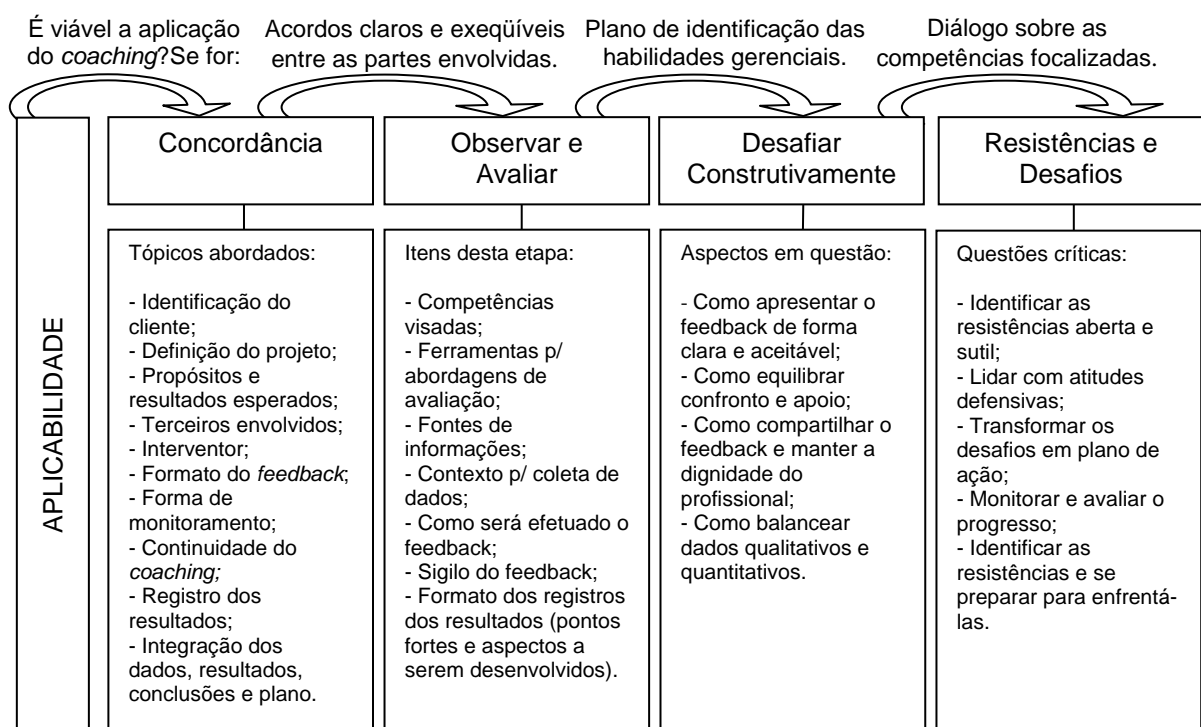 É viável a aplicação
do coaching?Se for:
Acordos claros e exeqüíveis
entre as partes envolvidas.
Plano de identificação das
habilidades gerenciais.
Diálogo sobre as
competências focalizadas.
APLICABILIDADE
Concordância
Observar e
Avaliar
Desafiar
Construtivamente
Resistências e
Desafios
Tópicos abordados:
- Identificação do
cliente;
- Definição do projeto;
- Propósitos e
resultados esperados;
- Terceiros envolvidos;
- Interventor;
- Formato do feedback;
- Forma de
monitoramento;
- Continuidade do
coaching;
- Registro dos
resultados;
- Integração dos
dados, resultados,
conclusões e plano.
Itens desta etapa:
- Competências
visadas;
- Ferramentas p/
abordagens de
avaliação;
- Fontes de
informações;
- Contexto p/ coleta de
dados;
- Como será efetuado o
feedback;
- Sigilo do feedback;
- Formato dos registros
dos resultados (pontos
fortes e aspectos a
serem desenvolvidos).
Aspectos em questão:
- Como apresentar o
feedback de forma
clara e aceitável;
- Como equilibrar
confronto e apoio;
- Como compartilhar o
feedback e manter a
dignidade do
profissional;
- Como balancear
dados qualitativos e
quantitativos.
Questões críticas:
- Identificar as
resistências aberta e
sutil;
- Lidar com atitudes
defensivas;
- Transformar os
desafios em plano de
ação;
- Monitorar e avaliar o
progresso;
- Identificar as
resistências e se
preparar para enfrentá-
las.